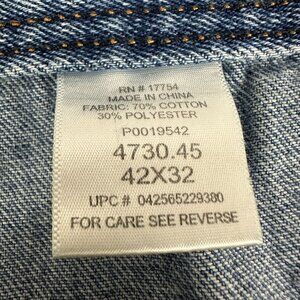 RN # 17754
MADE IN CHINA
FABRIC: 70% COTTON
30% POLYESTER
P0019542
4730.45
42X32
UPC # 042565229380
FOR CARE SEE REVERSE